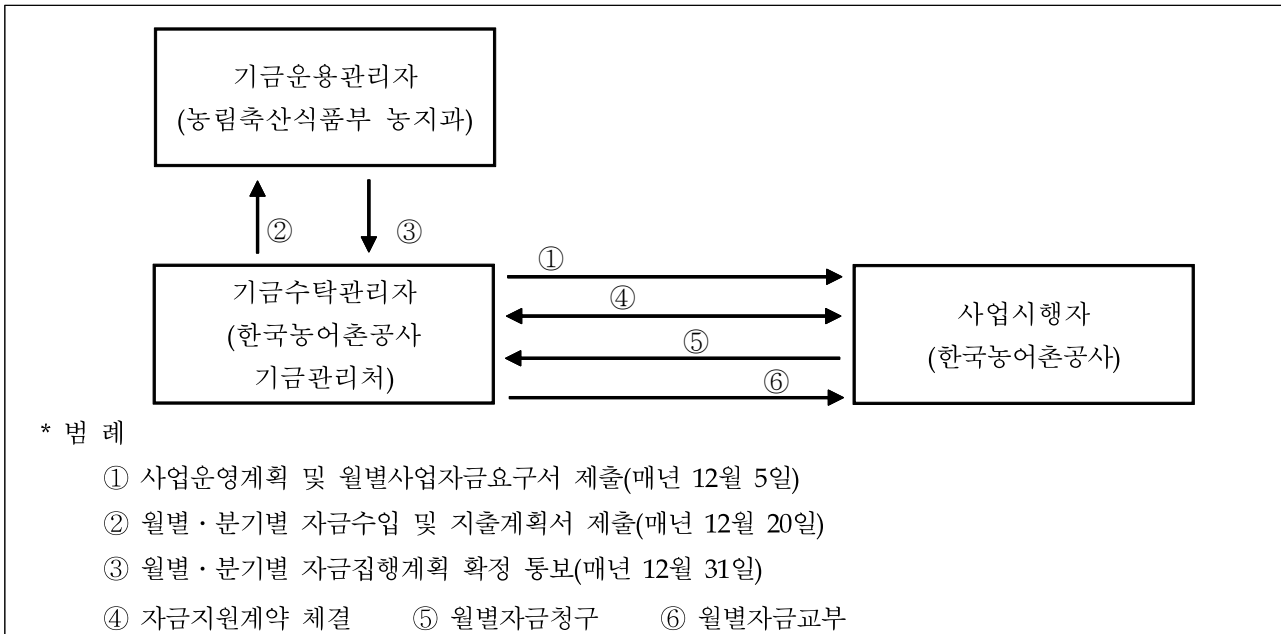 기금운용관리자
(농림축산식품부 농지과)
②
③
기금수탁관리자
(한국농어촌공사
기금관리처)
①
④
⑤
⑥
사업시행자
(한국농어촌공사)
* 범 례
① 사업운영계획 및 월별사업자금요구서 제출(매년 12월 5일)
② 월별・분기별 자금수입 및 지출계획서 제출(매년 12월 20일)
③ 월별・분기별 자금집행계획 확정 통보(매년 12월 31일)
④ 자금지원계약 체결 ⑤ 월별자금청구 ⑥ 월별자금교부